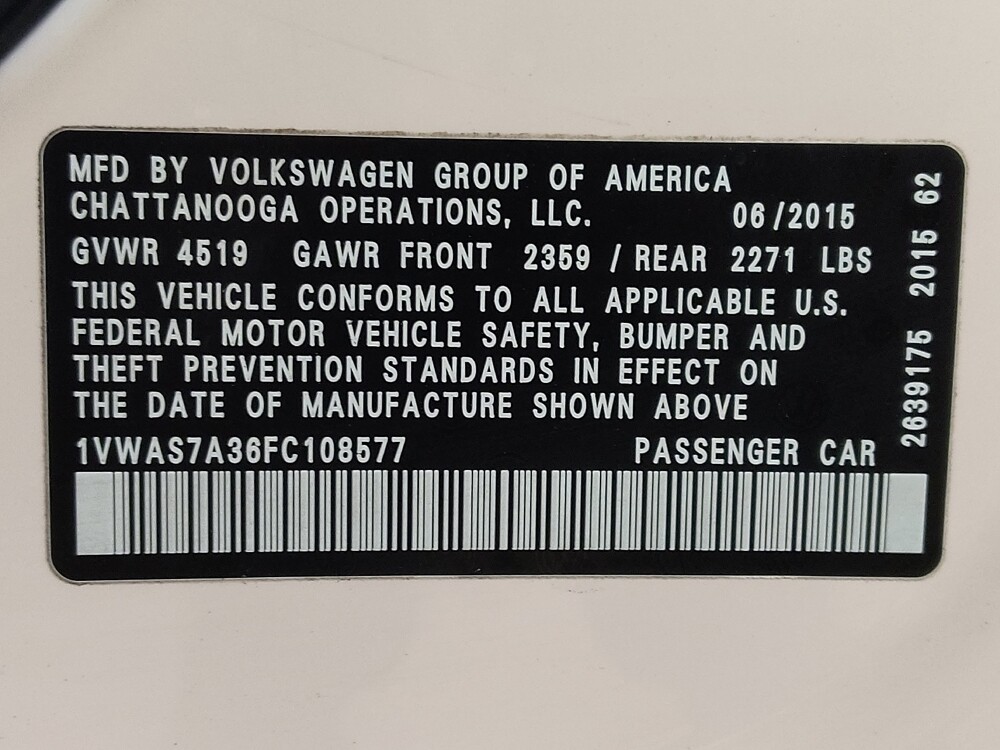 MFD BY VOLKSWAGEN GROUP OF AMERICA
CHATTANOOGA OPERATIONS, LLC. 06/2015
GVWR 4519 GAWR FRONT 2359 / REAR 2271 LBS
THIS VEHICLE CONFORMS TO ALL APPLICABLE U.S.
FEDERAL MOTOR VEHICLE SAFETY, BUMPER AND
THEFT PREVENTION STANDARDS IN EFFECT ON
THE DATE OF MANUFACTURE SHOWN ABOVE
1VWAS7A36FC108577 PASSENGER CAR
2639175 2015 62